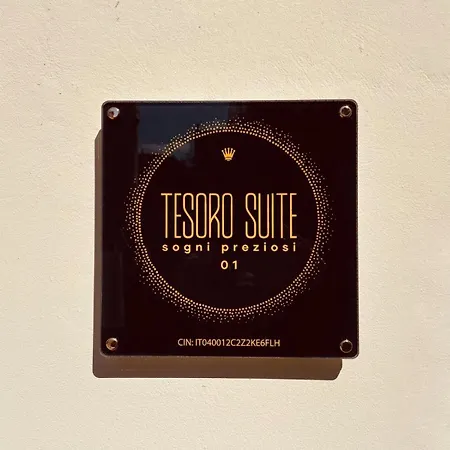 TESORO SUITE
sogni preziosi
01
CIN: IT040012C2Z2KE6FLH